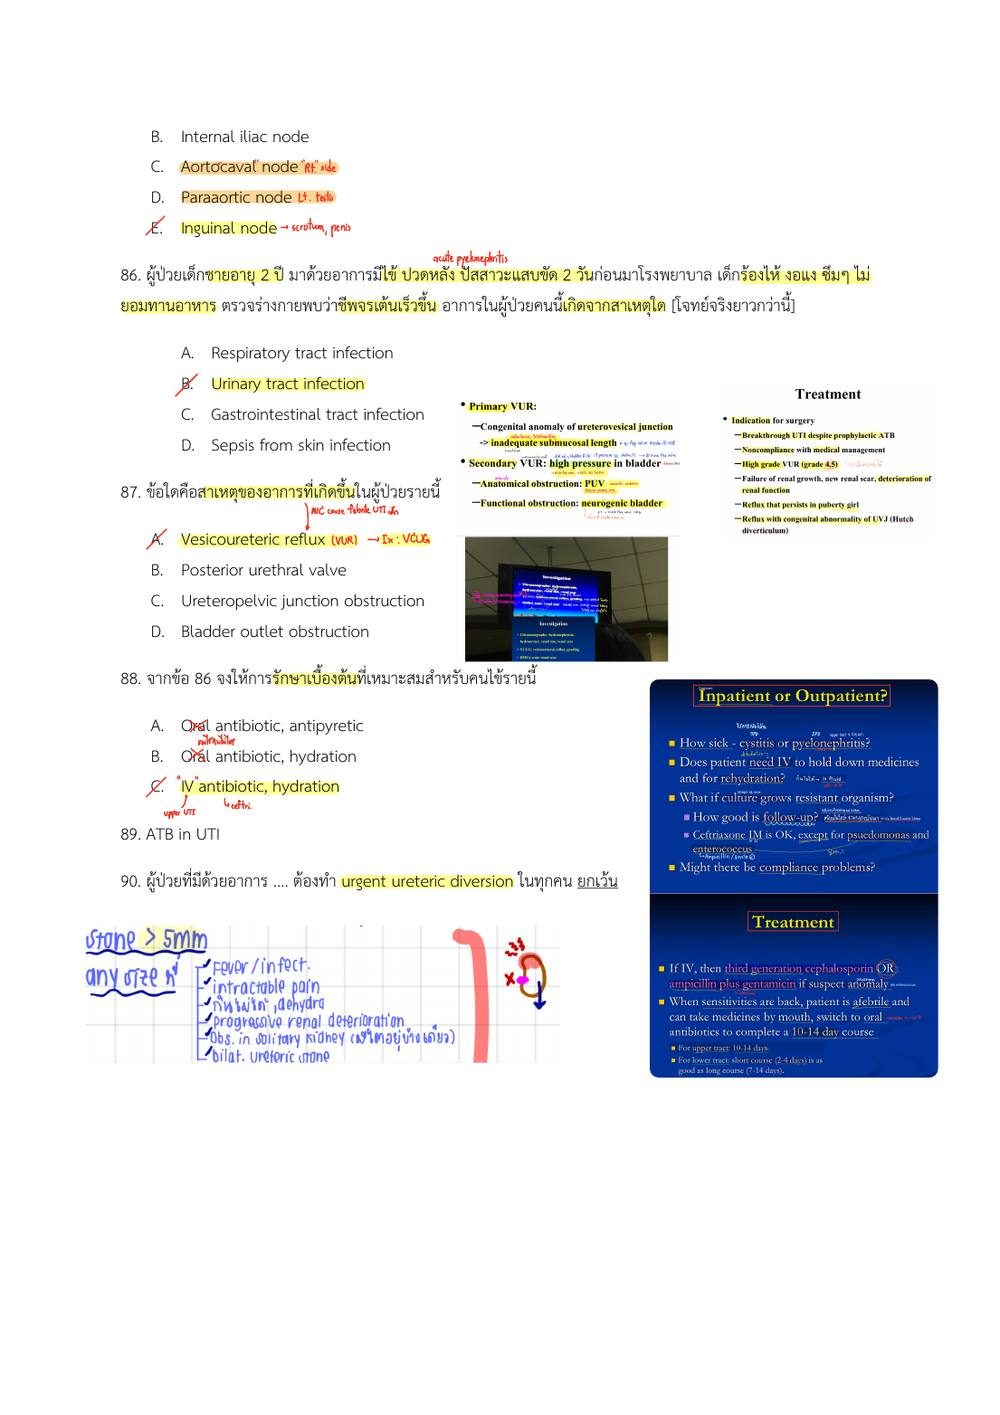 B. Internal iliac node
C. Aortocaval node "Rt." side
D. Paraaortic node Lt. testis
E. Inguinal node → scrotum, penis
acute pyelonephritis
86. ผู้ป่วยเด็กชายอายุ 2 ปี มาด้วยอาการมีไข้ ปวดหลัง ปัสสาวะแสบขัด 2 วันก่อนมาโรงพยาบาล เด็กร้องไห้ งอแง ซึมๆ ไม่
ยอมทานอาหาร ตรวจร่างกายพบว่าชีพจรเต้นเร็วขึ้น อาการในผู้ป่วยคนนี้เกิดจากสาเหตุใด [โจทย์จริงยาวกว่านี้]
A. Respiratory tract infection
B. Urinary tract infection
C. Gastrointestinal tract infection
D. Sepsis from skin infection
• Primary VUR:
–Congenital anomaly of ureterovesical junction
-> inadequate submucosal length
• Secondary VUR: high pressure in bladder
–Anatomical obstruction: PUV
–Functional obstruction: neurogenic bladder
Treatment
• Indication for surgery
–Breakthrough UTI despite prophylactic ATB
–Noncompliance with medical management
–High grade VUR (grade 4,5)
–Failure of renal growth, new renal scar, deterioration of
renal function
–Reflux that persists in puberty girl
–Reflux with congenital abnormality of UVJ (Hutch
diverticulum)
87. ข้อใดคือสาเหตุของอาการที่เกิดขึ้นในผู้ป่วยรายนี้
A. Vesicoureteric reflux (VUR) → Ix : VCUG
B. Posterior urethral valve
C. Ureteropelvic junction obstruction
D. Bladder outlet obstruction
Investigation
Investigation
88. จากข้อ 86 จงให้การรักษาเบื้องต้นที่เหมาะสมสำหรับคนไข้รายนี้
A. Oral antibiotic, antipyretic
B. Oral antibiotic, hydration
C. "IV" antibiotic, hydration
upper UTI
ceftri.
89. ATB in UTI
90. ผู้ป่วยที่มีด้วยอาการ .... ต้องทำ urgent ureteric diversion ในทุกคน ยกเว้น
Inpatient or Outpatient?
How sick - cystitis or pyelonephritis?
Does patient need IV to hold down medicines
and for rehydration?
What if culture grows resistant organism?
How good is follow-up?
Ceftriaxone IM is OK, except for psuedomonas and
enterococcus
Might there be compliance problems?
Treatment
If IV, then third generation cephalosporin OR
ampicillin plus gentamicin if suspect anomaly
When sensitivities are back, patient is afebrile and
can take medicines by mouth, switch to oral
antibiotics to complete a 10-14 day course
For upper tract: 10-14 days
For lower tract: short course (2-4 days) is as
good as long course (7-14 days).
stone > 5mm
any size ที่
Fever/infect.
intractable pain
กินไม่ได้, dehydra
progressive renal deterioration
Obs. in solitary kidney (มีไตอยู่ข้างเดียว)
bilat. ureteric stone